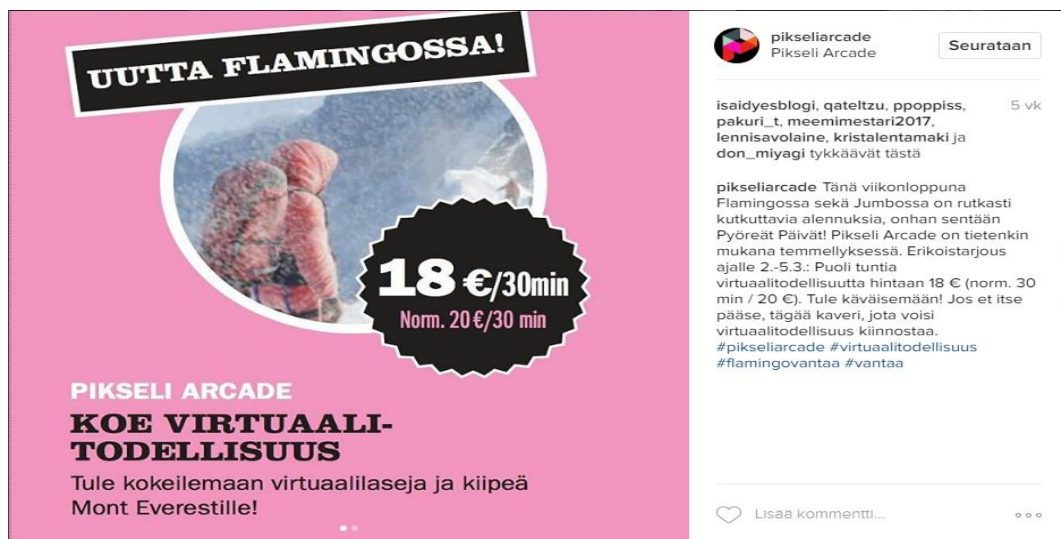 UUTTA FLAMINGOSSA!
18 €/30min
Norm. 20 €/30 min
PIKSELI ARCADE
KOE VIRTUAALI-
TODELLISUUS
Tule kokeilemaan virtuaalilaseja ja kiipeä
Mont Everestille!
pikseliarcade
Pikseli Arcade
Seurataan
isaidyesblogi, qateltzu, ppoppiss, 5 vk
pakuri_t, meemimestari2017,
lennisavolaine, kristalentamaki ja
don_miyagi tykkäävät tästä
pikseliarcade Tänä viikonloppuna
Flamingossa sekä Jumbossa on rutkasti
kutkuttavia alennuksia, onhan sentään
Pyöreät Päivät! Pikseli Arcade on tietenkin
mukana temmellyksessä. Erikoistarjous
ajalle 2.-5.3.: Puoli tuntia
virtuaalitodellisuutta hintaan 18 € (norm. 30
min / 20 €). Tule käväisemään! Jos et itse
pääse, tägää kaveri, jota voisi
virtuaalitodellisuus kiinnostaa.
#pikseliarcade #virtuaalitodellisuus
#flamingovantaa #vantaa
Lisää kommentti...